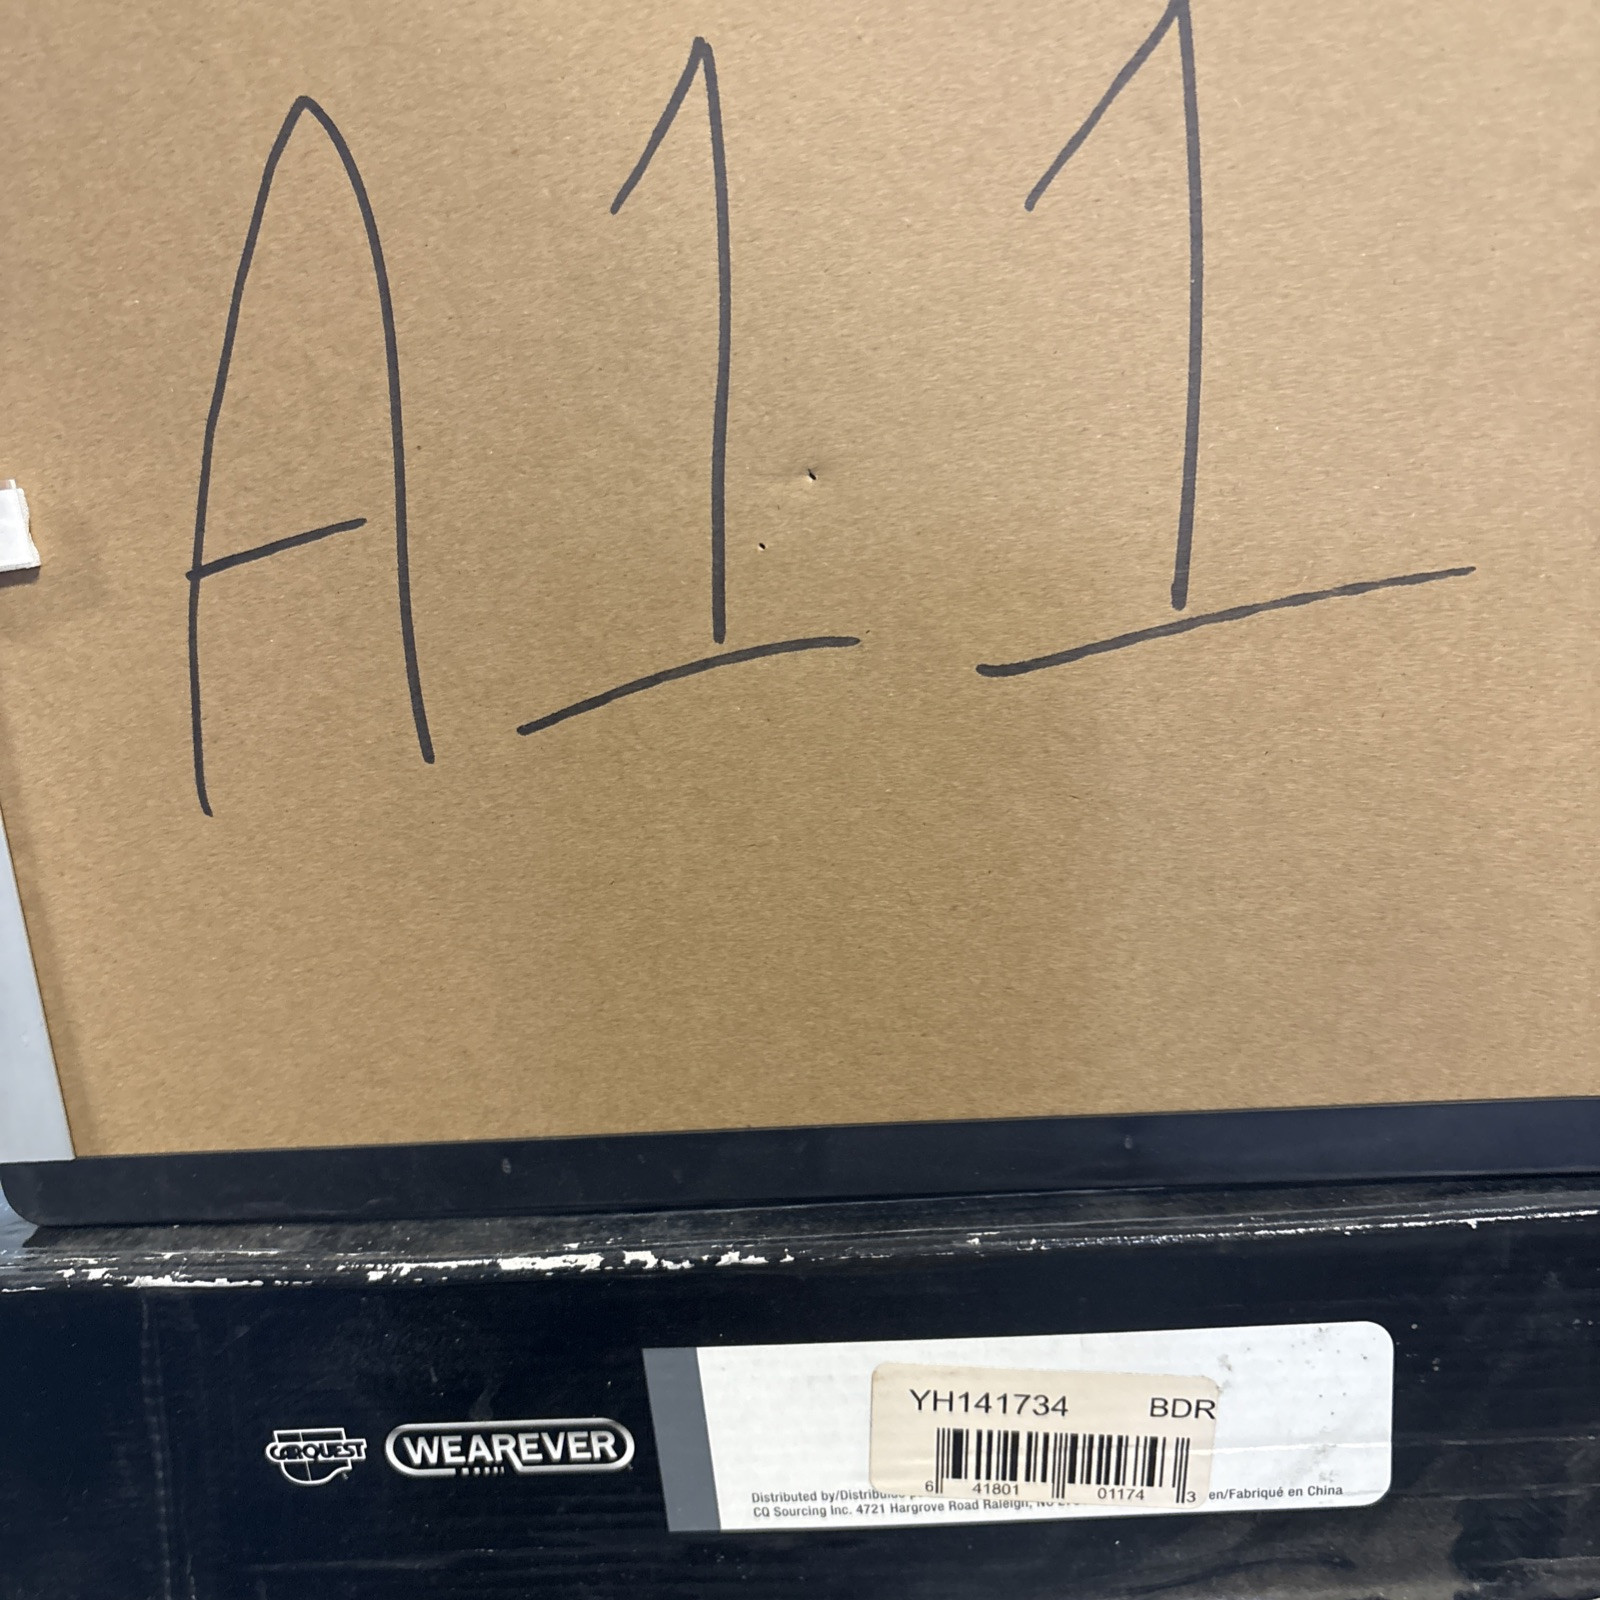 A11
CARQUEST
WEAREVER
YH141734 BDR
6 41801 01174 3
Distributed by/Distribu en/Fabriqué en China
CQ Sourcing Inc. 4721 Hargrove Road Raleigh,